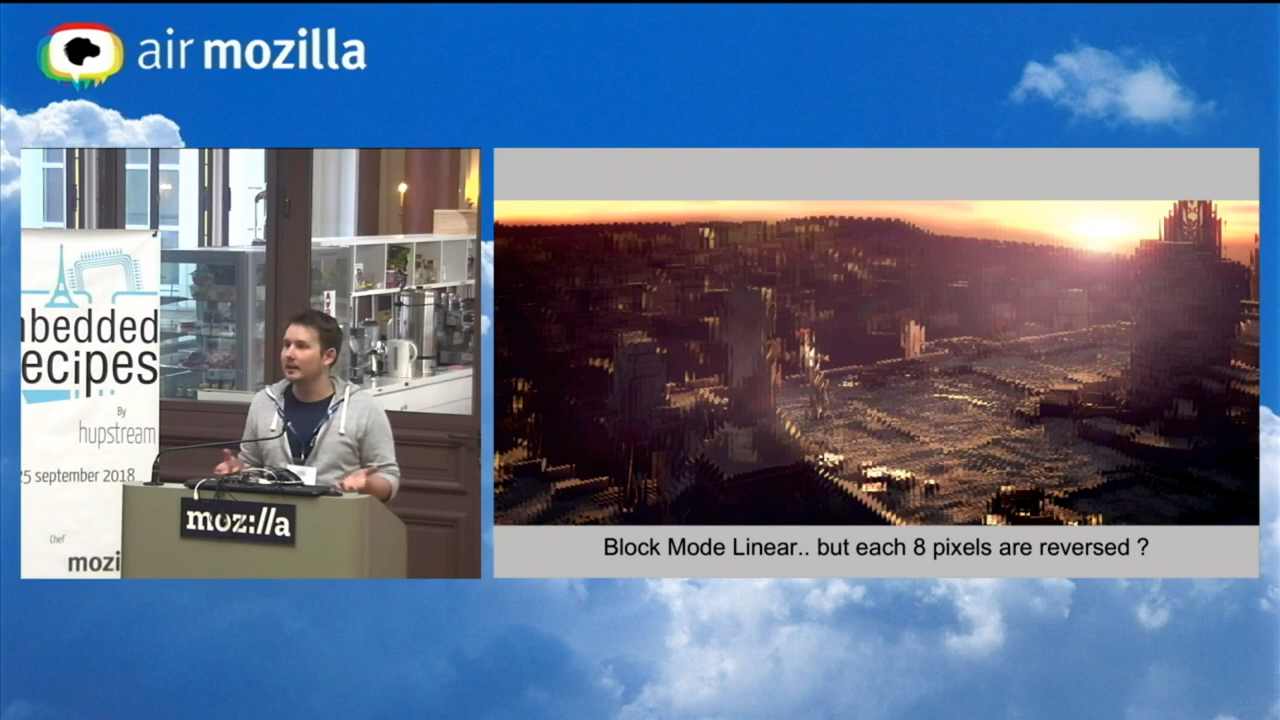 air mozilla
mbedded
ecipes
By
hupstream
25 september 2018
Chef
mozi
moz://a
Block Mode Linear.. but each 8 pixels are reversed ?